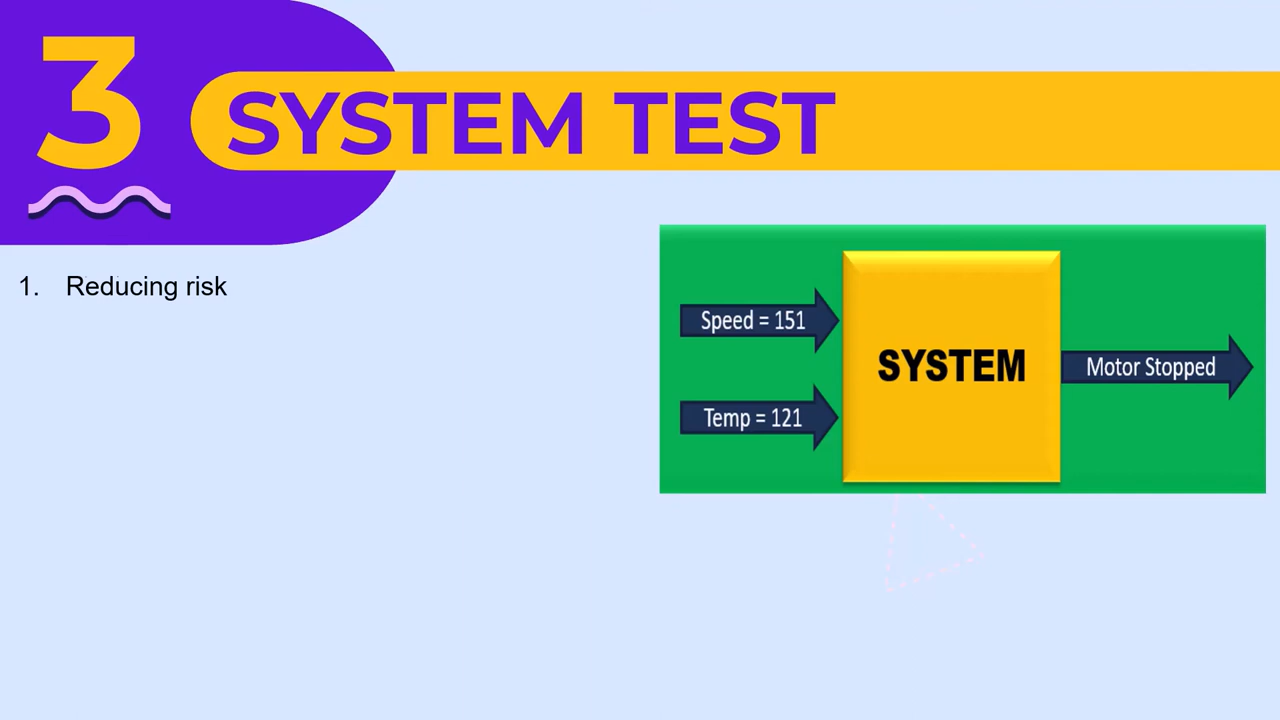 3
SYSTEM TEST
1. Reducing risk
Speed = 151
SYSTEM
Motor Stopped
Temp = 121